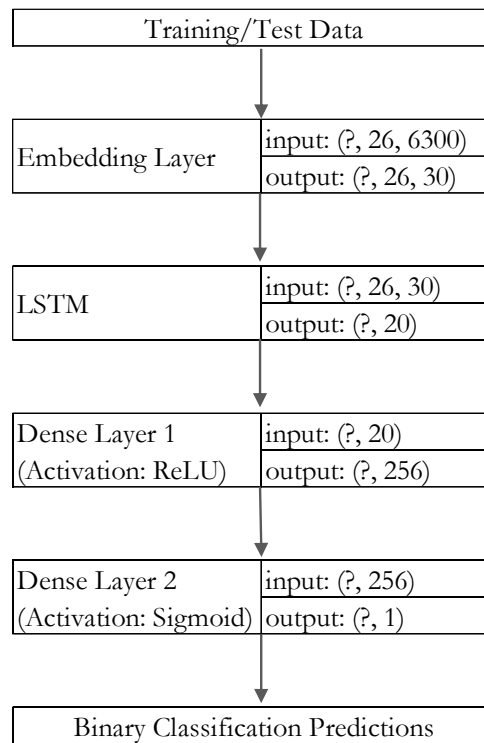 Training/Test Data
Embedding Layer
input: (?, 26, 6300)
output: (?, 26, 30)
LSTM
input: (?, 26, 30)
output: (?, 20)
Dense Layer 1
(Activation: ReLU)
input: (?, 20)
output: (?, 256)
Dense Layer 2
(Activation: Sigmoid)
input: (?, 256)
output: (?, 1)
Binary Classification Predictions